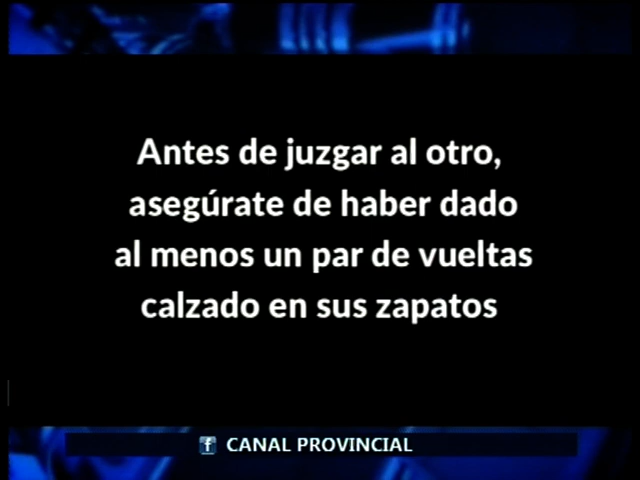 Antes de juzgar al otro,
asegúrate de haber dado
al menos un par de vueltas
calzado en sus zapatos
f CANAL PROVINCIAL